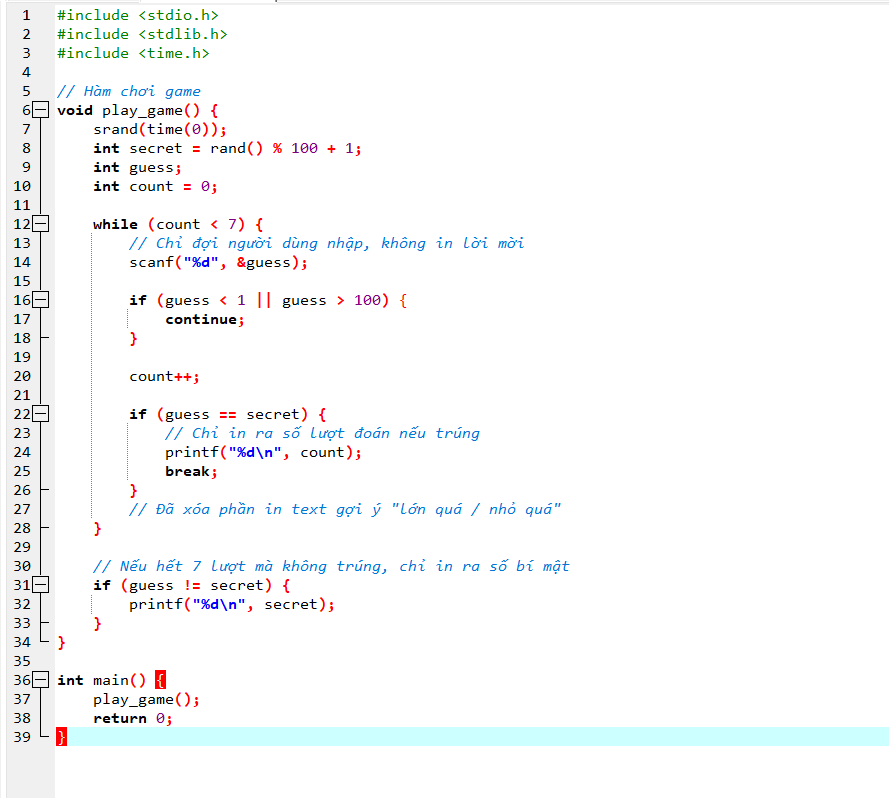 1 #include <stdio.h>
2 #include <stdlib.h>
3 #include <time.h>
4
5 // Hàm chơi game
6 void play_game() {
7 srand(time(0));
8 int secret = rand() % 100 + 1;
9 int guess;
10 int count = 0;
11
12 while (count < 7) {
13 // Chỉ đợi người dùng nhập, không in lời mời
14 scanf("%d", &guess);
15
16 if (guess < 1 || guess > 100) {
17 continue;
18 }
19
20 count++;
21
22 if (guess == secret) {
23 // Chỉ in ra số lượt đoán nếu trúng
24 printf("%d\n", count);
25 break;
26 }
27 // Đã xóa phần in text gợi ý "lớn quá / nhỏ quá"
28 }
29
30 // Nếu hết 7 lượt mà không trúng, chỉ in ra số bí mật
31 if (guess != secret) {
32 printf("%d\n", secret);
33 }
34 }
35
36 int main() {
37 play_game();
38 return 0;
39 }